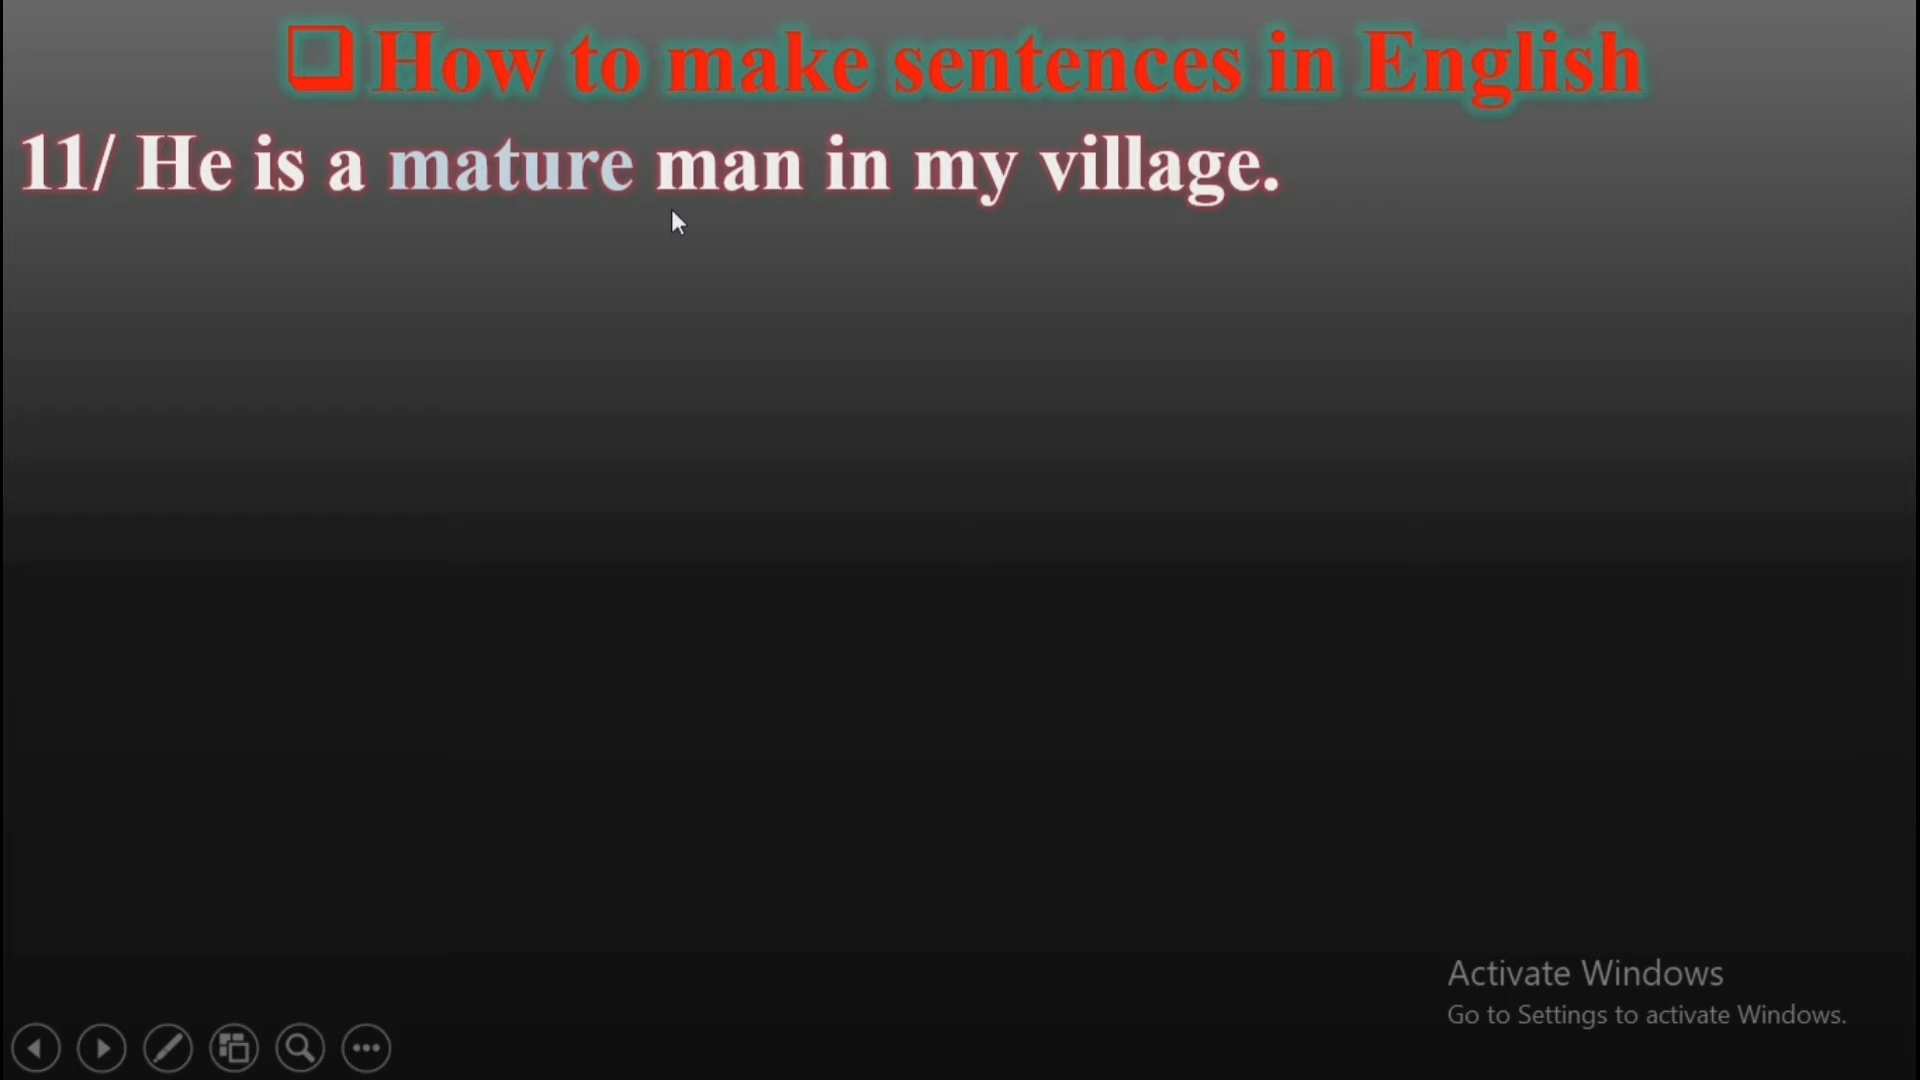 ❑ How to make sentences in English
11/ He is a mature man in my village.
Activate Windows
Go to Settings to activate Windows.